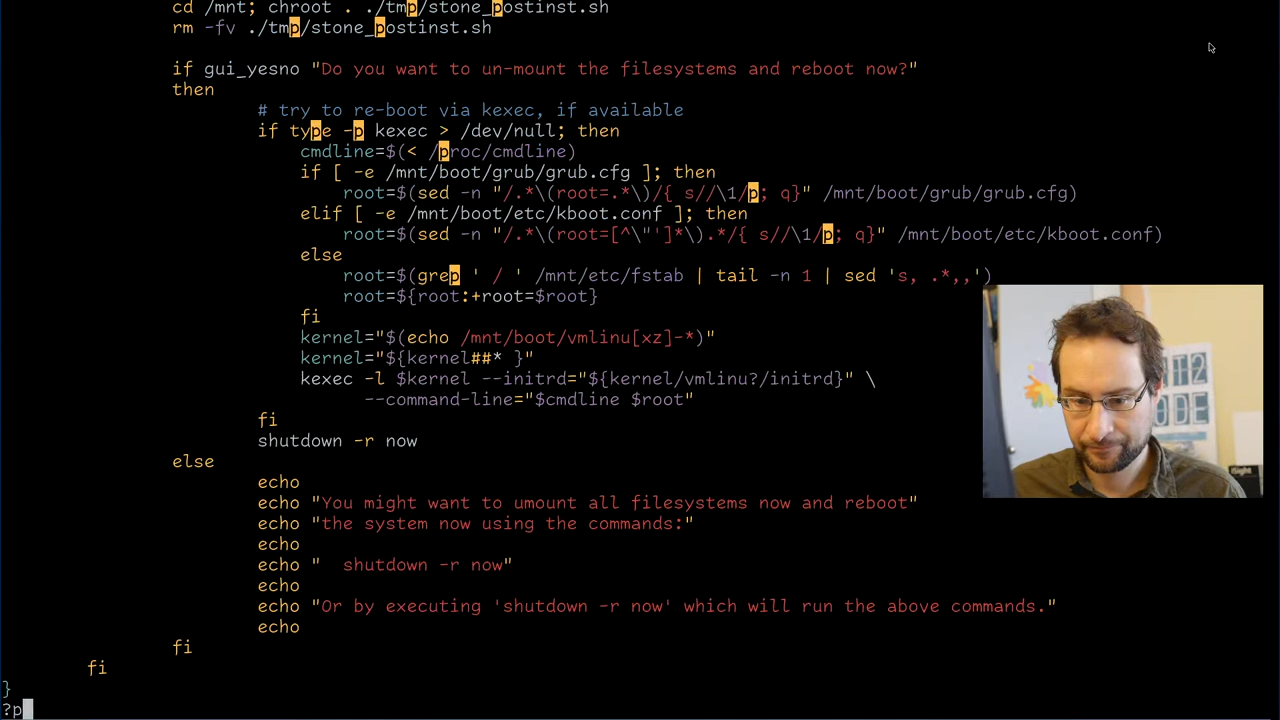 cd /mnt; chroot . ./tmp/stone_postinst.sh
rm -fv ./tmp/stone_postinst.sh
if gui_yesno "Do you want to un-mount the filesystems and reboot now?"
then
# try to re-boot via kexec, if available
if type -p kexec > /dev/null; then
cmdline=$(< /proc/cmdline)
if [ -e /mnt/boot/grub/grub.cfg ]; then
root=$(sed -n "/.*\(root=.*\)/{ s//\1/p; q}" /mnt/boot/grub/grub.cfg)
elif [ -e /mnt/boot/etc/kboot.conf ]; then
root=$(sed -n "/.*\(root=[^\"']*\).*/{ s//\1/p; q}" /mnt/boot/etc/kboot.conf)
else
root=$(grep ' / ' /mnt/etc/fstab | tail -n 1 | sed 's, .*,,')
root=${root:+root=$root}
fi
kernel="$(echo /mnt/boot/vmlinu[xz]-*)"
kernel="${kernel##* }"
kexec -l $kernel --initrd="${kernel/vmlinu?/initrd}" \
--command-line="$cmdline $root"
fi
shutdown -r now
else
echo
echo "You might want to umount all filesystems now and reboot"
echo "the system now using the commands:"
echo
echo "  shutdown -r now"
echo
echo "Or by executing 'shutdown -r now' which will run the above commands."
echo
fi
fi
}
?p
iSight